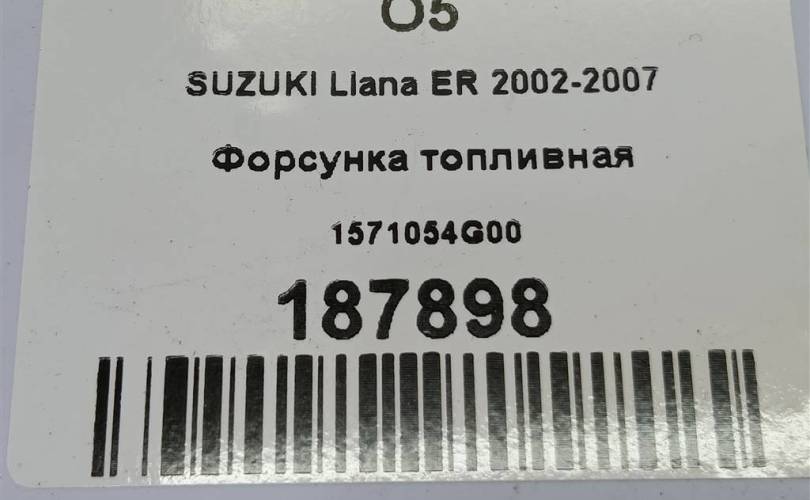 O5
SUZUKI Liana ER 2002-2007
Форсунка топливная
1571054G00
187898